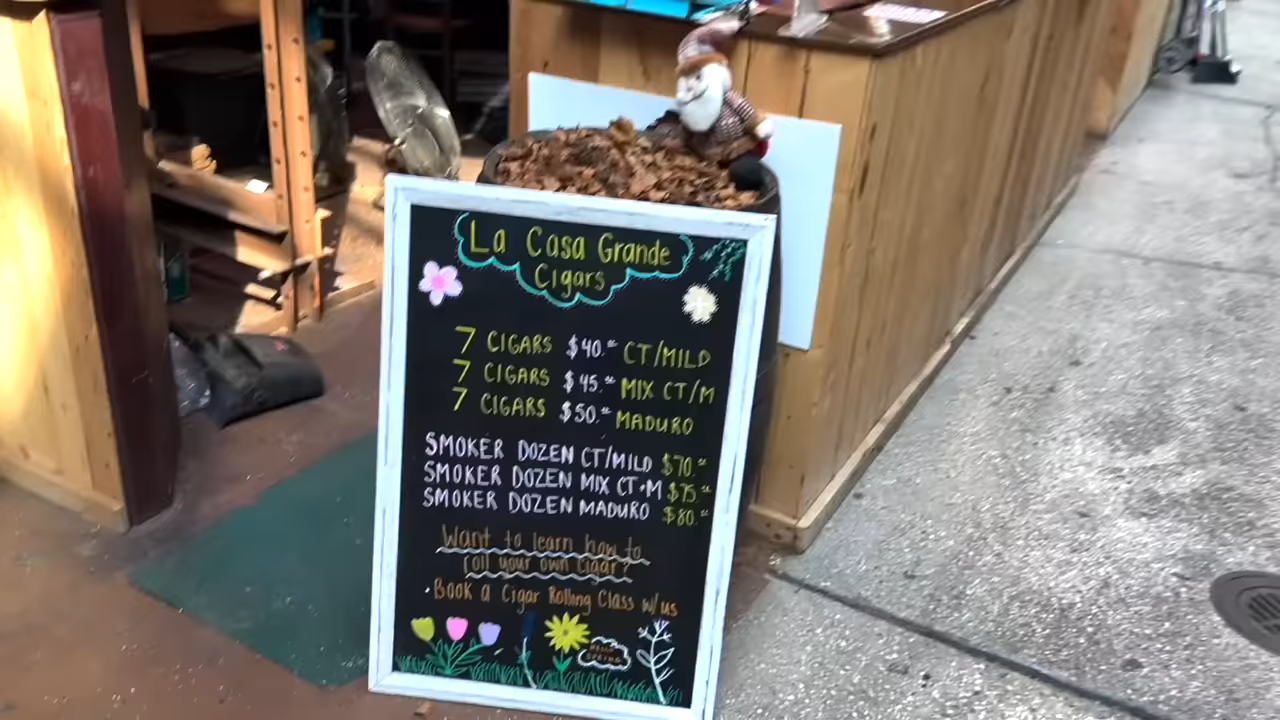 La Casa Grande
Cigars
7 CIGARS $40.00 CT/MILD
7 CIGARS $45.00 MIX CT/M
7 CIGARS $50.00 MADURO
SMOKER DOZEN CT/MILD $70.00
SMOKER DOZEN MIX CT·M $75.00
SMOKER DOZEN MADURO $80.00
Want to learn how to
roll your own cigar?
·Book a Cigar Rolling Class w/us
HELLO
SPRING